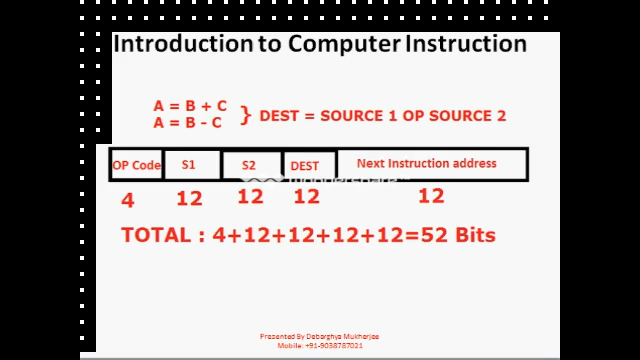 Introduction to Computer Instruction
A = B + C
A = B - C
} DEST = SOURCE 1 OP SOURCE 2
OP Code S1 S2 DEST Next Instruction address
4 12 12 12 12
TOTAL : 4+12+12+12+12=52 Bits
Presented By Debarghya Mukherjee
Mobile: +91-9038787021